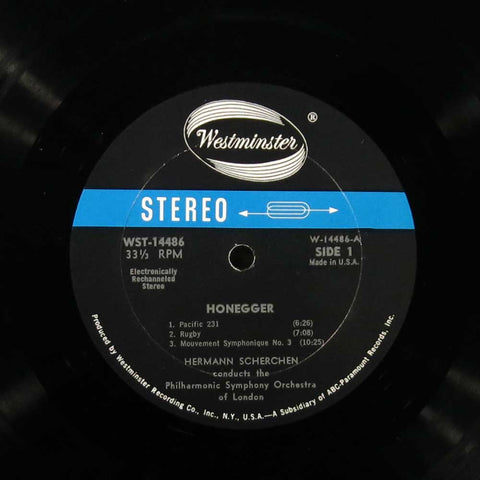 Westminster ®
STEREO
WST-14486
33⅓ RPM
Electronically
Rechanneled
Stereo
W-14486-A
SIDE 1
Made in U.S.A.
HONEGGER
1. Pacific 231 (6:26)
2. Rugby (7:08)
3. Mouvement Symphonique No. 3 (10:25)
HERMANN SCHERCHEN
conducts the
Philharmonic Symphony Orchestra
of London
Produced by Westminster Recording Co., Inc., N.Y., U.S.A.—A Subsidiary of ABC-Paramount Records, Inc.